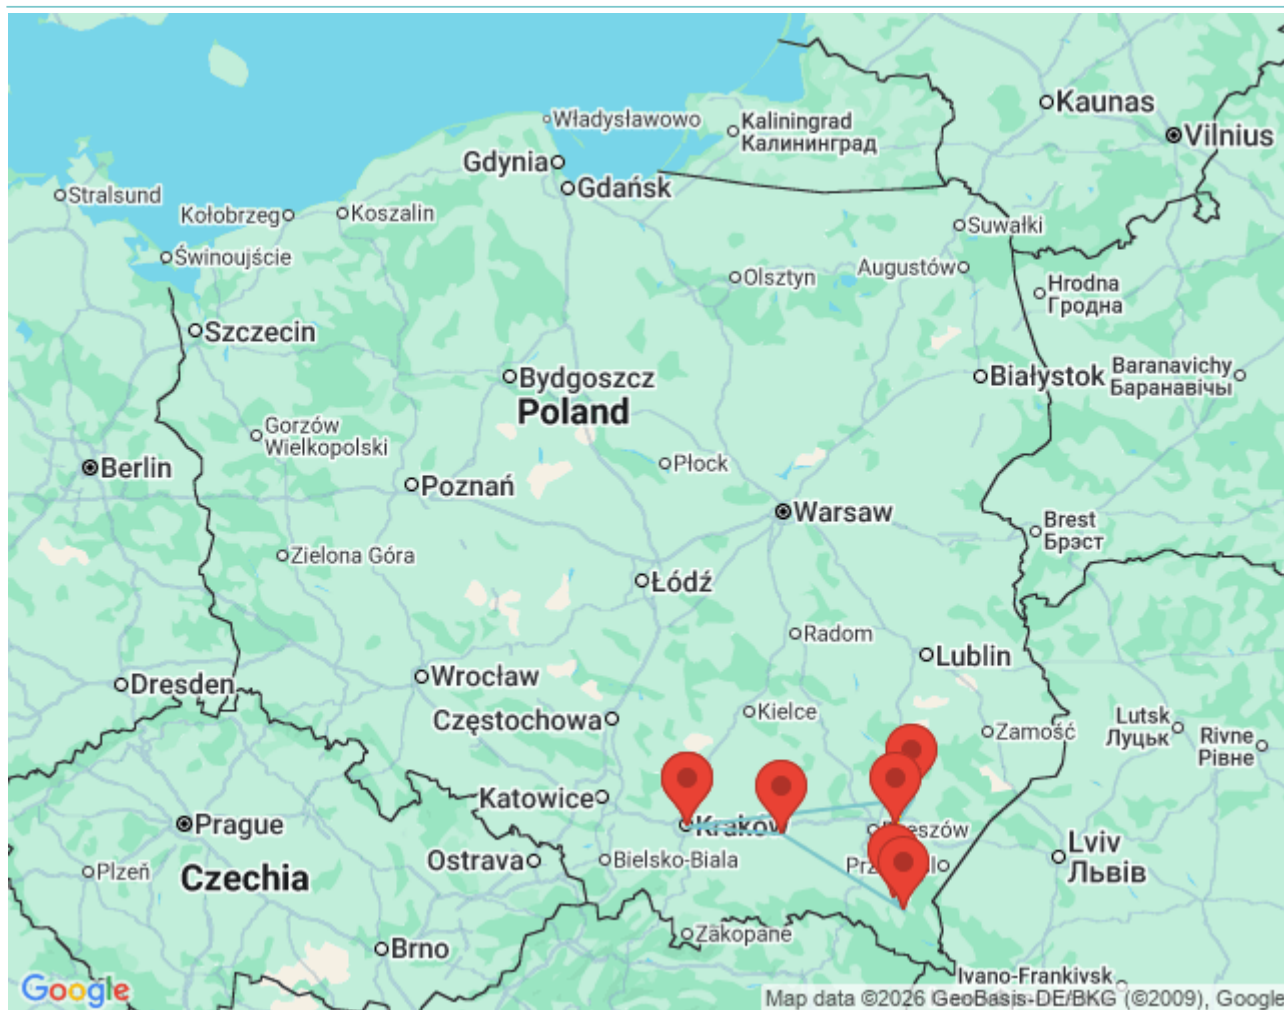 Władysławowo
Kaliningrad
Калининград
Kaunas
Vilnius
Gdynia
Gdańsk
Stralsund
Kołobrzeg
Koszalin
Suwałki
Świnoujście
Augustów
Olsztyn
Hrodna
Гродна
Szczecin
Bydgoszcz
Białystok
Baranavichy
Баранавічы
Poland
Gorzów
Wielkopolski
Płock
Berlin
Poznań
Warsaw
Brest
Брэст
Zielona Góra
Łódź
Radom
Lublin
Wrocław
Dresden
Częstochowa
Kielce
Zamość
Lutsk
Луцьк
Rivne
Рівне
Katowice
Prague
Kraków
Lviv
Львів
Plzeň
Czechia
Ostrava
Bielsko-Biala
Zakopane
Brno
Ivano-Frankivsk
Google
Map data ©2026 GeoBasis-DE/BKG (©2009), Google